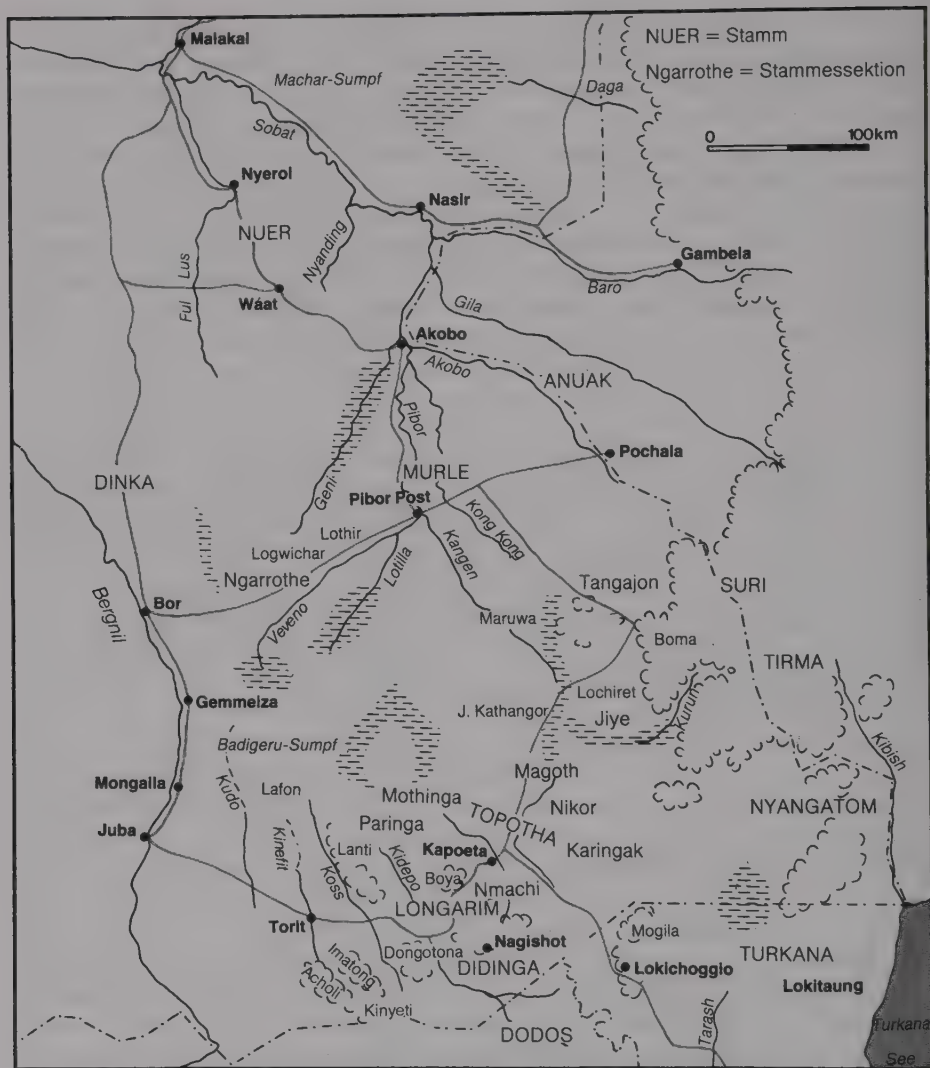 NUER = Stamm
Ngarrothe = Stammessektion
0 100km
Malakal
Machar-Sumpf
Daga
Sobat
Nyerol
Nasir
NUER
Nyanding
Gambela
Lus
Ful
Wáat
Baro
Gila
Akobo
Akobo
ANUAK
Pibor
Pochala
DINKA
MURLE
Geni
Pibor Post
Lothir
Kong Kong
Logwichar
Kangen
Ngarrothe
Lotilla
Tangajon
SURI
Bergnil
Bor
Veveno
Maruwa
Boma
TIRMA
Gemmeiza
Lochiret
J. Kathangor
Jiye
Kurun
Kibish
Badigeru-Sumpf
Magoth
Mongalla
Kudo
Lafon
Mothinga
Nikor
NYANGATOM
TOPOTHA
Paringa
Juba
Kinefit
Lanti
Kidepo
Kapoeta
Karingak
Koss
Boya
Nmachi
LONGARIM
Torit
Mogila
Imatong
Dongotona
Nagishot
TURKANA
Acholi
DIDINGA
Lokichoggio
Lokitaung
Kinyeti
DODOS
Tarash
Turkana
See